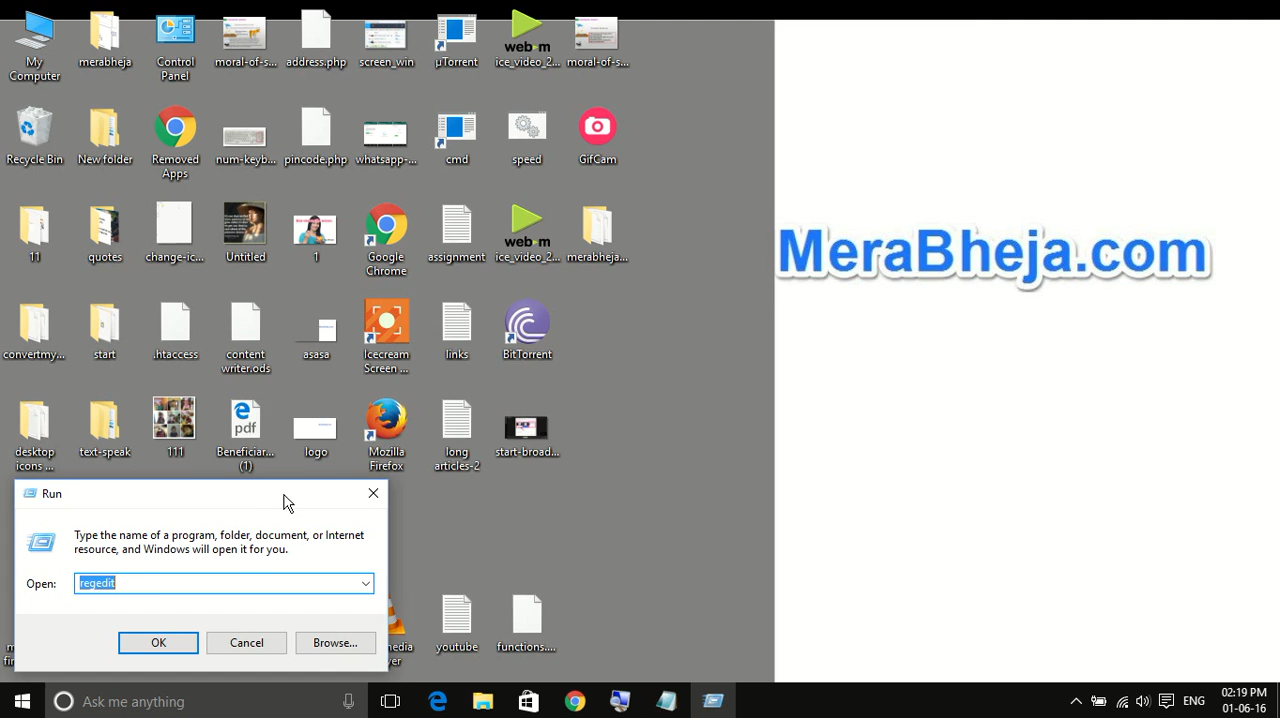 My Computer
merabheja
Control Panel
moral-of-s...
address.php
screen_win
µTorrent
web-m
ice_video_2...
moral-of-s...
Recycle Bin
New folder
Removed Apps
num-keyb...
pincode.php
whatsapp-...
cmd
speed
GifCam
11
quotes
change-ic...
Untitled
1
Google Chrome
assignment
web-m
ice_video_2...
merabheja...
MeraBheja.com
convertmy...
start
.htaccess
content writer.ods
asasa
Icecream Screen ...
links
BitTorrent
desktop icons ...
text-speak
111
pdf
Beneficiar... (1)
logo
Mozilla Firefox
long articles-2
start-broad...
Run
Type the name of a program, folder, document, or Internet
resource, and Windows will open it for you.
Open:
regedit
OK
Cancel
Browse...
youtube
functions....
Ask me anything
ENG
02:19 PM
01-06-16